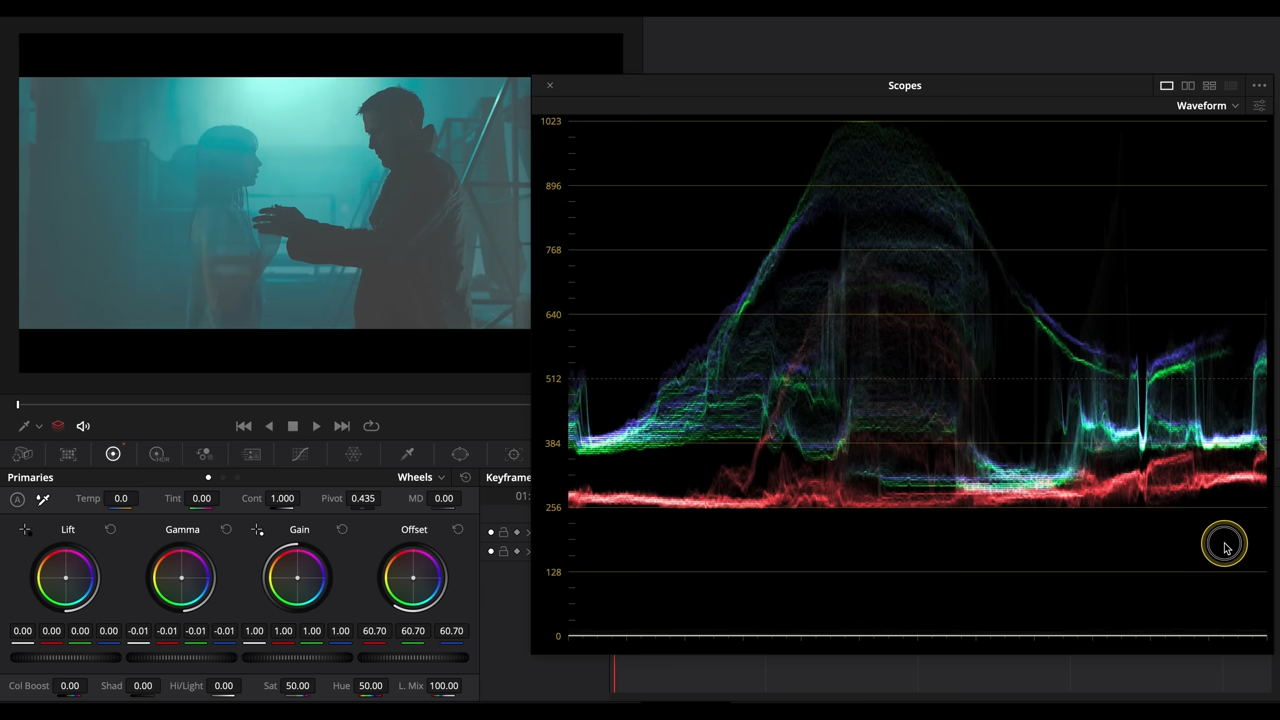 Scopes
Waveform
1023
896
768
640
512
384
256
128
0
HDR
Primaries
Wheels
Keyframe
Temp 0.0 Tint 0.00 Cont 1.000 Pivot 0.435 MD 0.00
01:
A
Lift Gamma Gain Offset
0.00 0.00 0.00 0.00 -0.01 -0.01 -0.01 -0.01 1.00 1.00 1.00 1.00 60.70 60.70 60.70
Col Boost 0.00 Shad 0.00 Hi/Light 0.00 Sat 50.00 Hue 50.00 L. Mix 100.00